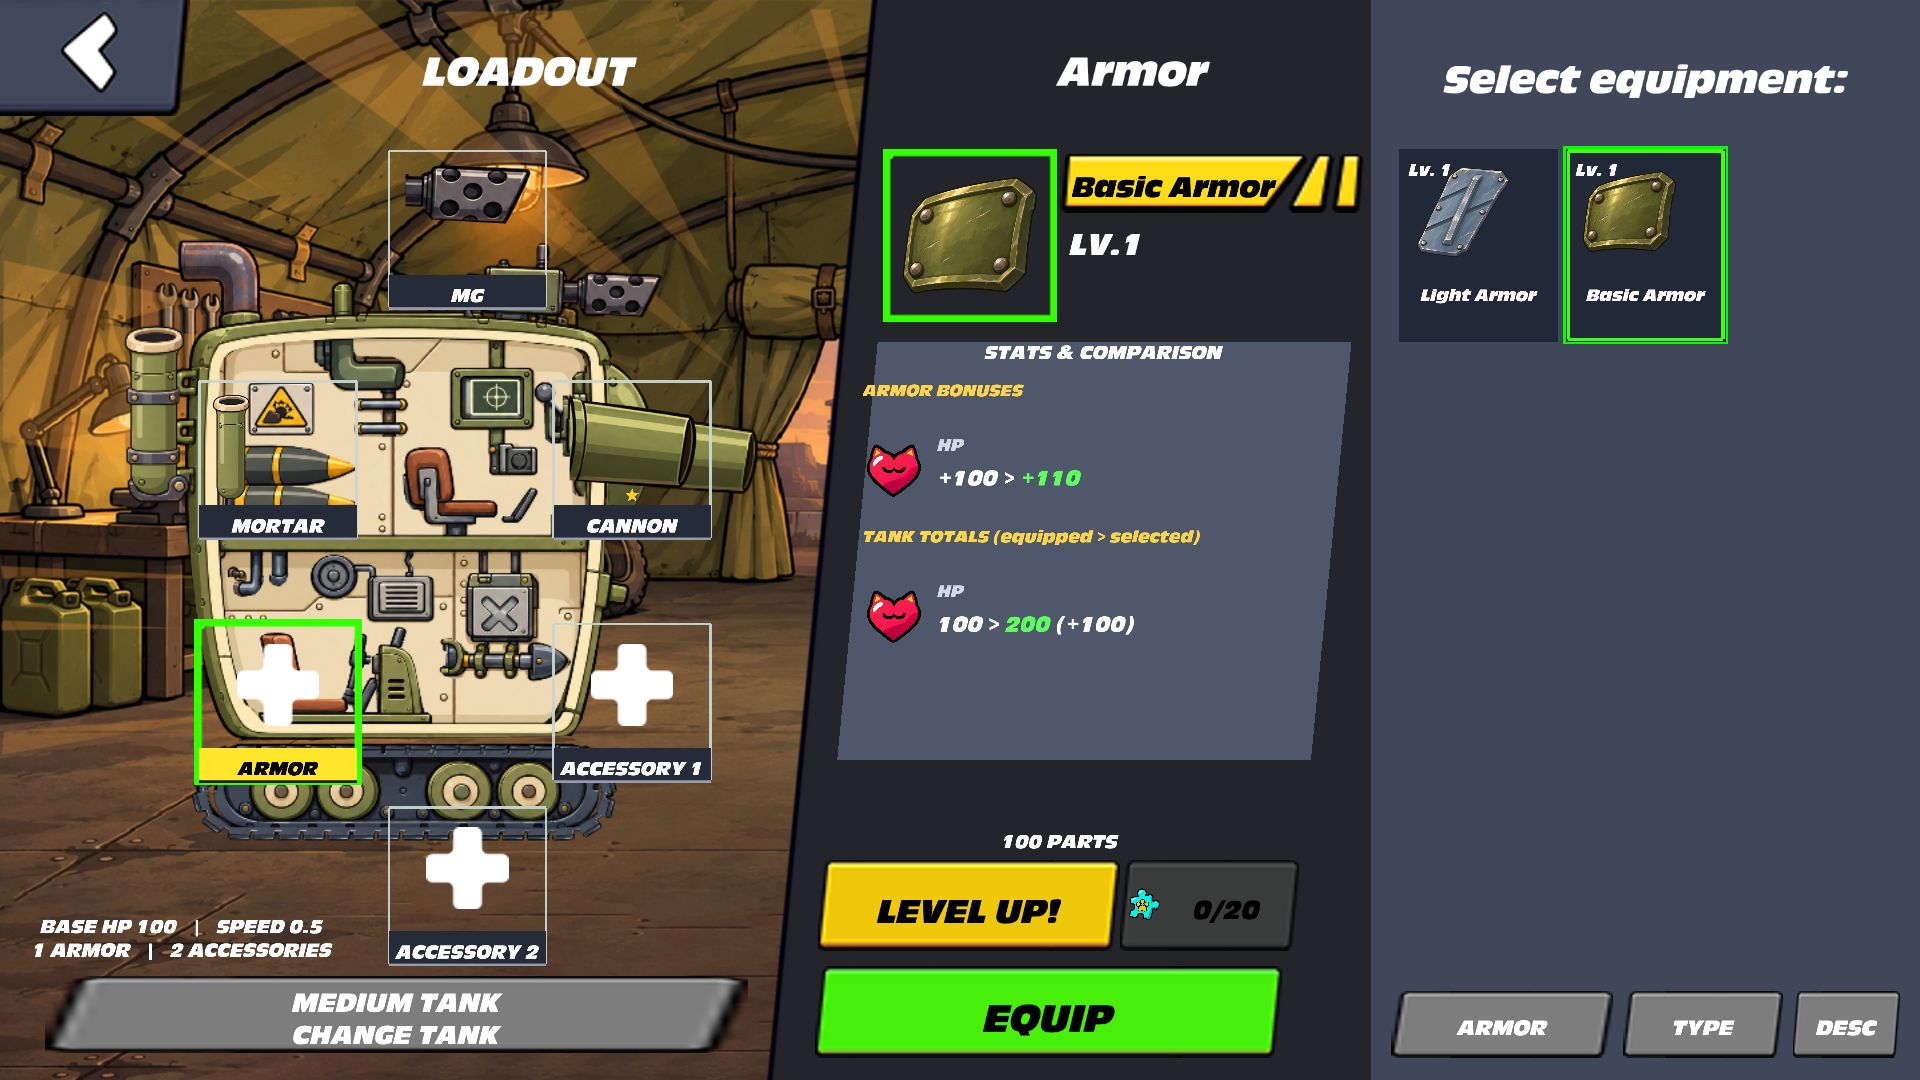 LOADOUT
MG
MORTAR
CANNON
ARMOR
ACCESSORY 1
ACCESSORY 2
BASE HP 100 | SPEED 0.5
1 ARMOR | 2 ACCESSORIES
MEDIUM TANK
CHANGE TANK
Armor
Basic Armor
LV.1
STATS & COMPARISON
ARMOR BONUSES
HP
+100 > +110
TANK TOTALS (equipped > selected)
HP
100 > 200 (+100)
100 PARTS
LEVEL UP!
0/20
EQUIP
Select equipment:
Lv. 1
Light Armor
Lv. 1
Basic Armor
ARMOR
TYPE
DESC